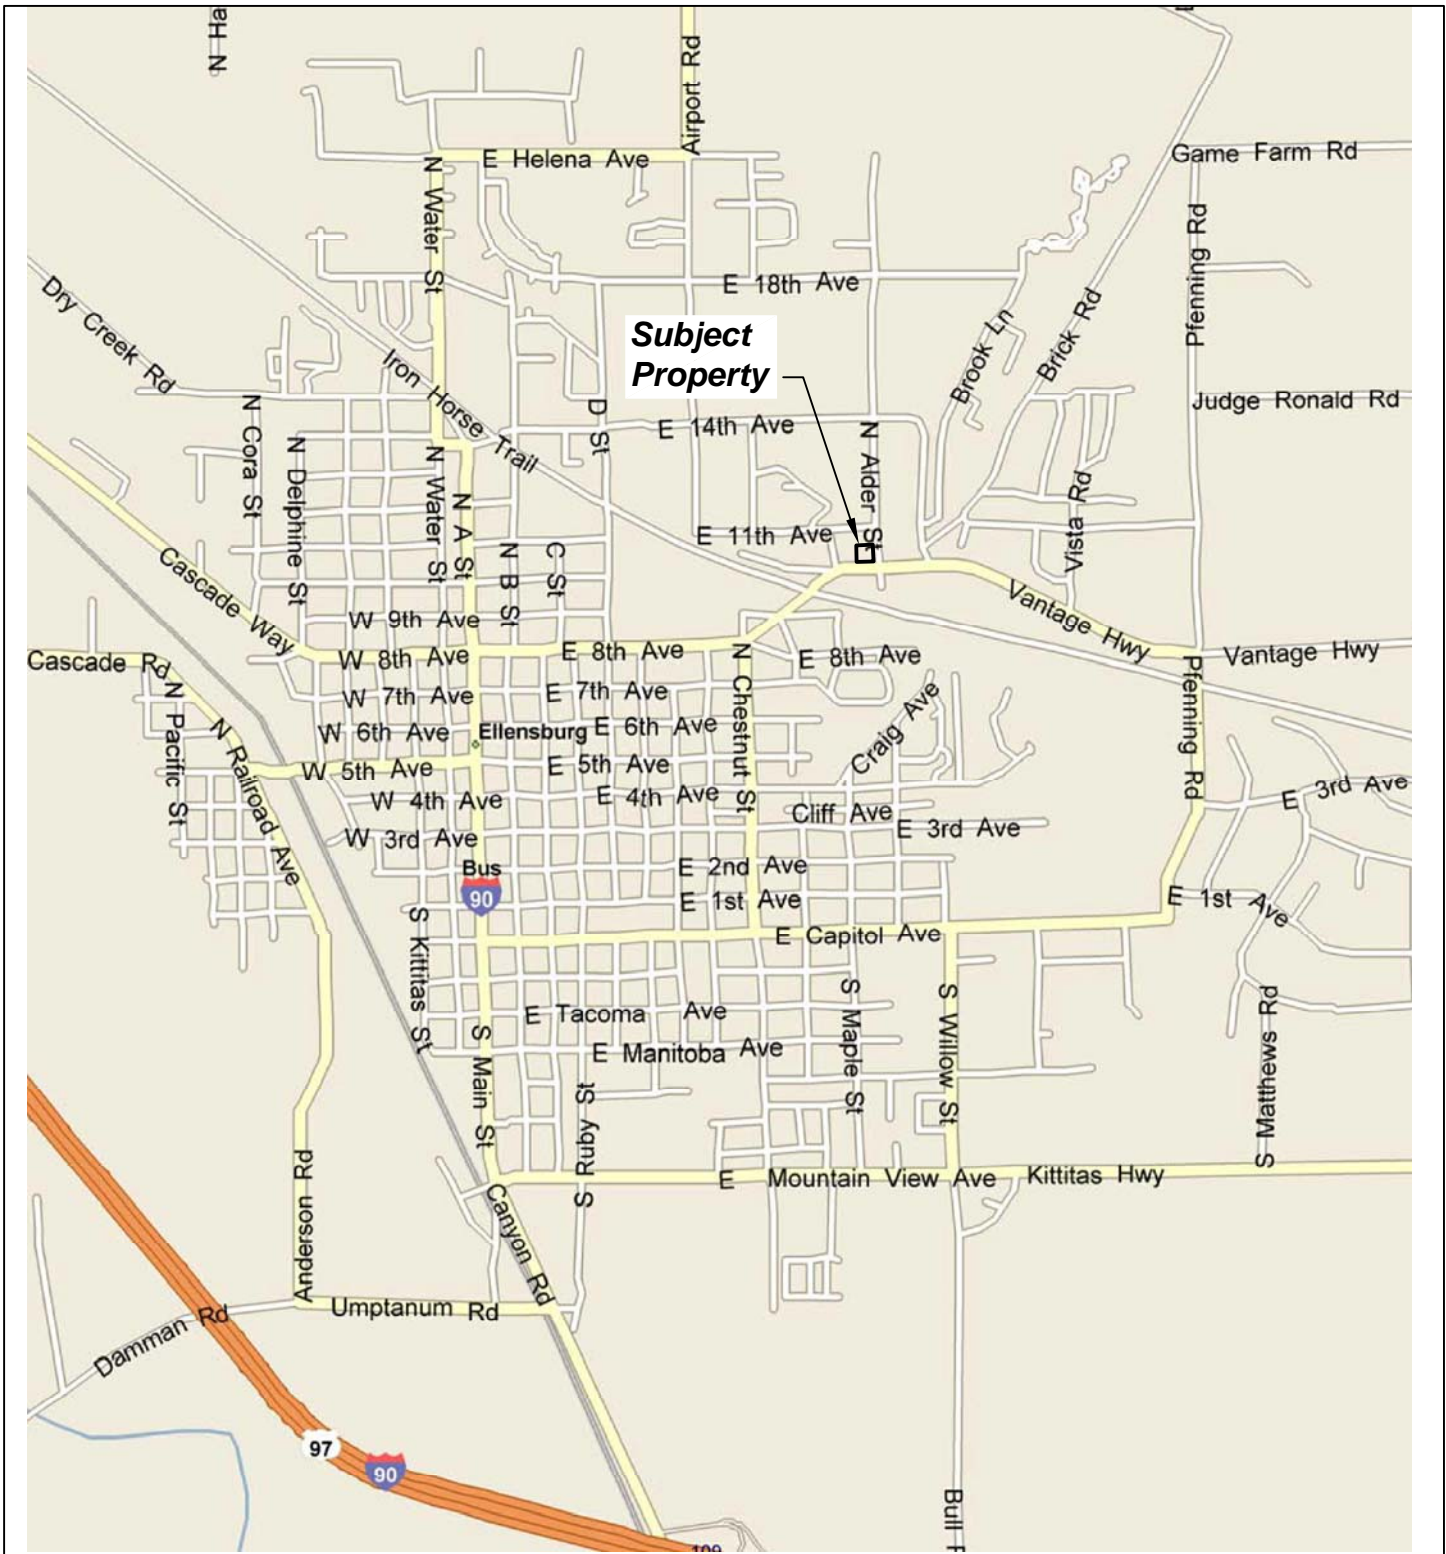 N Ha
Airport Rd
E Helena Ave
Game Farm Rd
N Water St
Pfenning Rd
E 18th Ave
Dry Creek Rd
Subject
Property
Brook Ln
Brick Rd
Iron Horse Trail
Judge Ronald Rd
N Cora St
D St
E 14th Ave
N Alder St
N Delphine St
N Water St
N A St
Vista Rd
E 11th Ave
N B St
C St
Cascade Way
Vantage Hwy
W 9th Ave
Cascade Rd
W 8th Ave
E 8th Ave
E 8th Ave
Vantage Hwy
N Pacific St
W 7th Ave
E 7th Ave
N Chestnut St
Craig Ave
Pfenning Rd
N Railroad Ave
W 6th Ave
Ellensburg
E 6th Ave
W 5th Ave
E 5th Ave
W 4th Ave
E 4th Ave
E 3rd Ave
Cliff Ave
W 3rd Ave
E 3rd Ave
Bus
90
E 2nd Ave
E 1st Ave
E 1st Ave
S Kittitas St
E Capitol Ave
S Maple St
S Willow St
S Matthews Rd
E Tacoma Ave
S Main St
E Manitoba Ave
S Ruby St
Anderson Rd
E Mountain View Ave
Kittitas Hwy
Canyon Rd
Umptanum Rd
Damman Rd
97
90
Bull
109